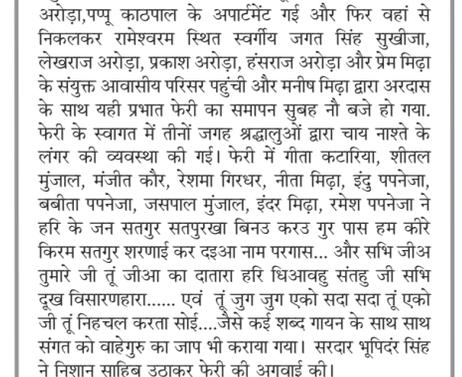 अरोड़ा,पप्पू काठपाल के अपार्टमेंट गई और फिर वहां से
निकलकर रामेश्वरम स्थित स्वर्गीय जगत सिंह सुखीजा,
लेखराज अरोड़ा, प्रकाश अरोड़ा, हंसराज अरोड़ा और प्रेम मिढ़ा
के संयुक्त आवासीय परिसर पहुंची और मनीष मिढ़ा द्वारा अरदास
के साथ यही प्रभात फेरी का समापन सुबह नौ बजे हो गया.
फेरी के स्वागत में तीनों जगह श्रद्धालुओं द्वारा चाय नाश्ते के
लंगर की व्यवस्था की गई। फेरी में गीता कटारिया, शीतल
मुंजाल, मंजीत कौर, रेशमा गिरधर, नीता मिढ़ा, इंदु पपनेजा,
बबीता पपनेजा, जसपाल मुंजाल, इंदर मिढ़ा, रमेश पपनेजा ने
हरि के जन सतगुर सतपुरखा बिनउ करउ गुर पास हम कीरे
किरम सतगुर शरणाई कर दइआ नाम परगास... और सभि जीअ
तुमारे जी तूं जीआ का दातारा हरि धिआवहु संतहु जी सभि
दूख विसारणहारा...... एवं तूं जुग जुग एको सदा सदा तूं एको
जी तूं निहचल करता सोई....जैसे कई शब्द गायन के साथ साथ
संगत को वाहेगुरु का जाप भी कराया गया। सरदार भूपिदंर सिंह
ने निशान साहिब उठाकर फेरी की अगवाई की।